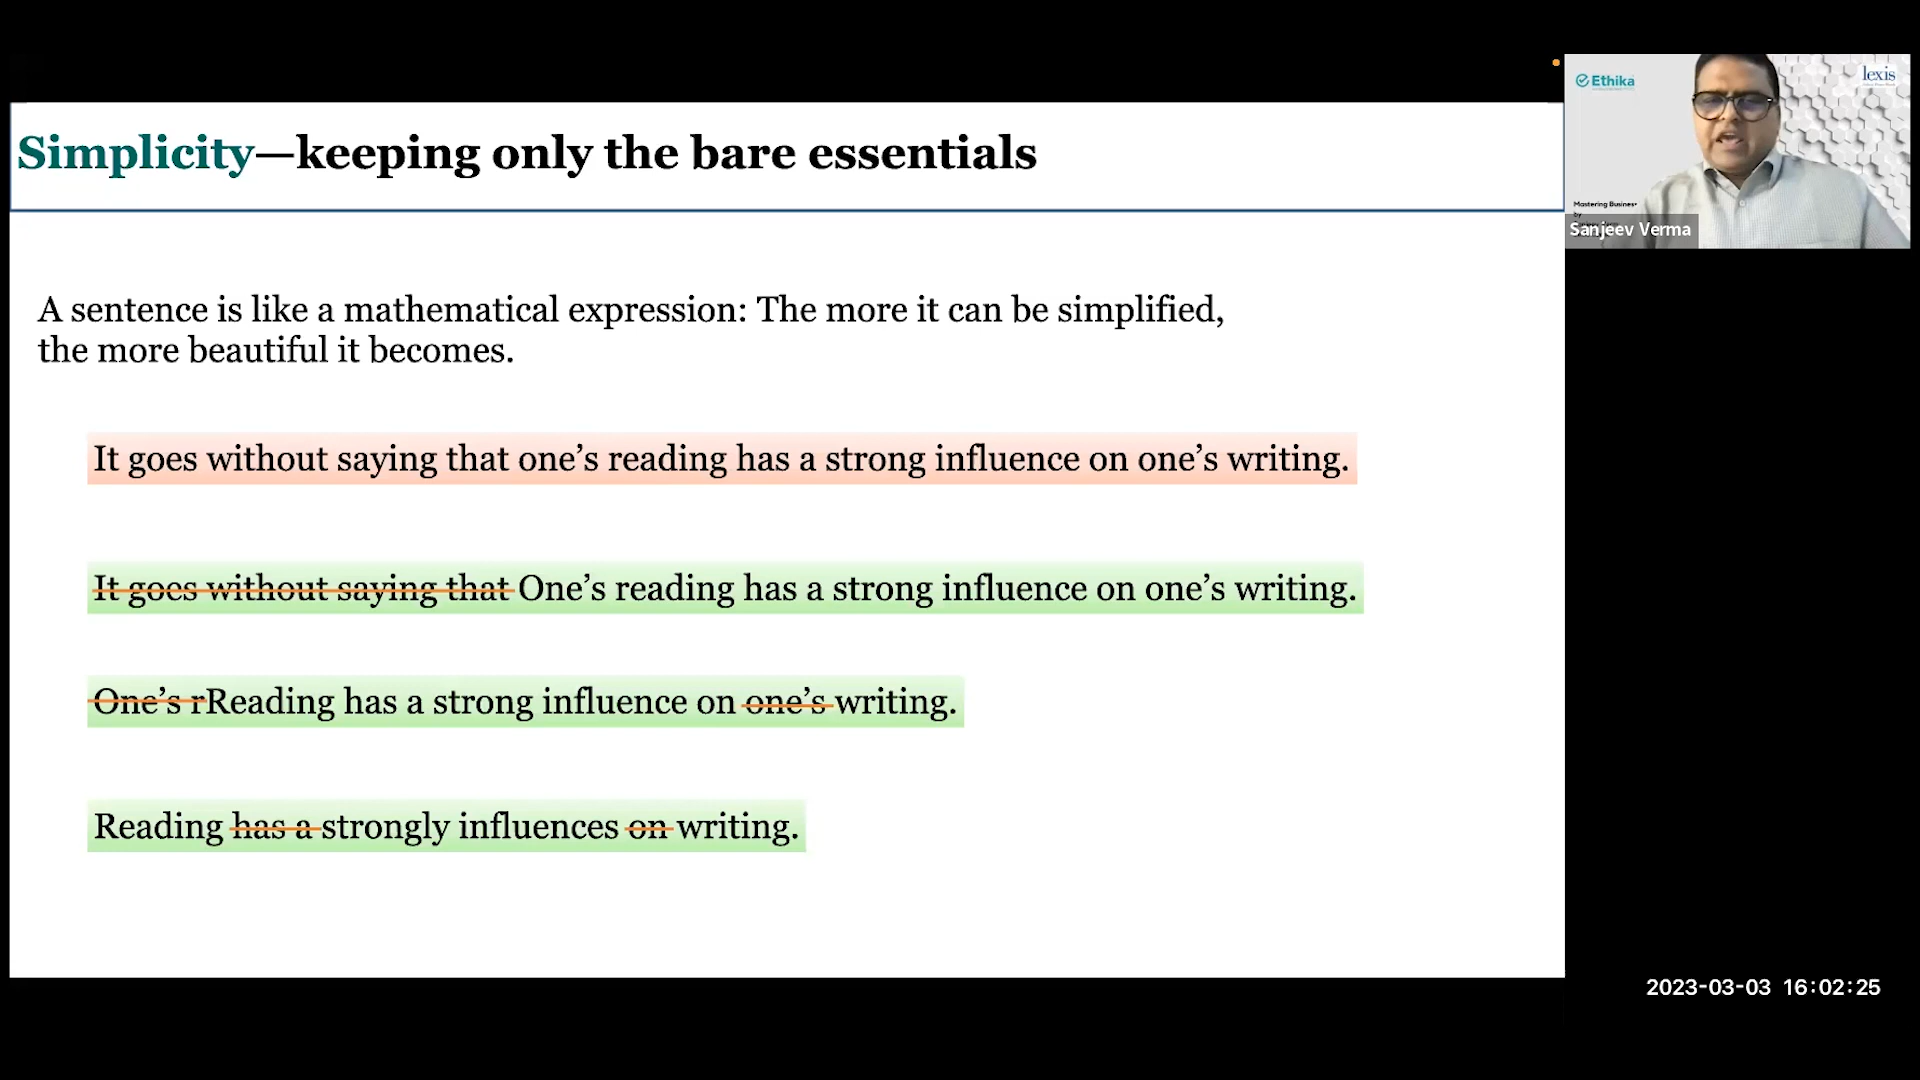 Simplicity—keeping only the bare essentials
A sentence is like a mathematical expression: The more it can be simplified,
the more beautiful it becomes.
It goes without saying that one’s reading has a strong influence on one’s writing.
It goes without saying that One’s reading has a strong influence on one’s writing.
One’s rReading has a strong influence on one’s writing.
Reading has a strongly influences on writing.
Ethika
lexis
Mastering Busines
by
Sanjeev Verma
2023-03-03 16:02:25